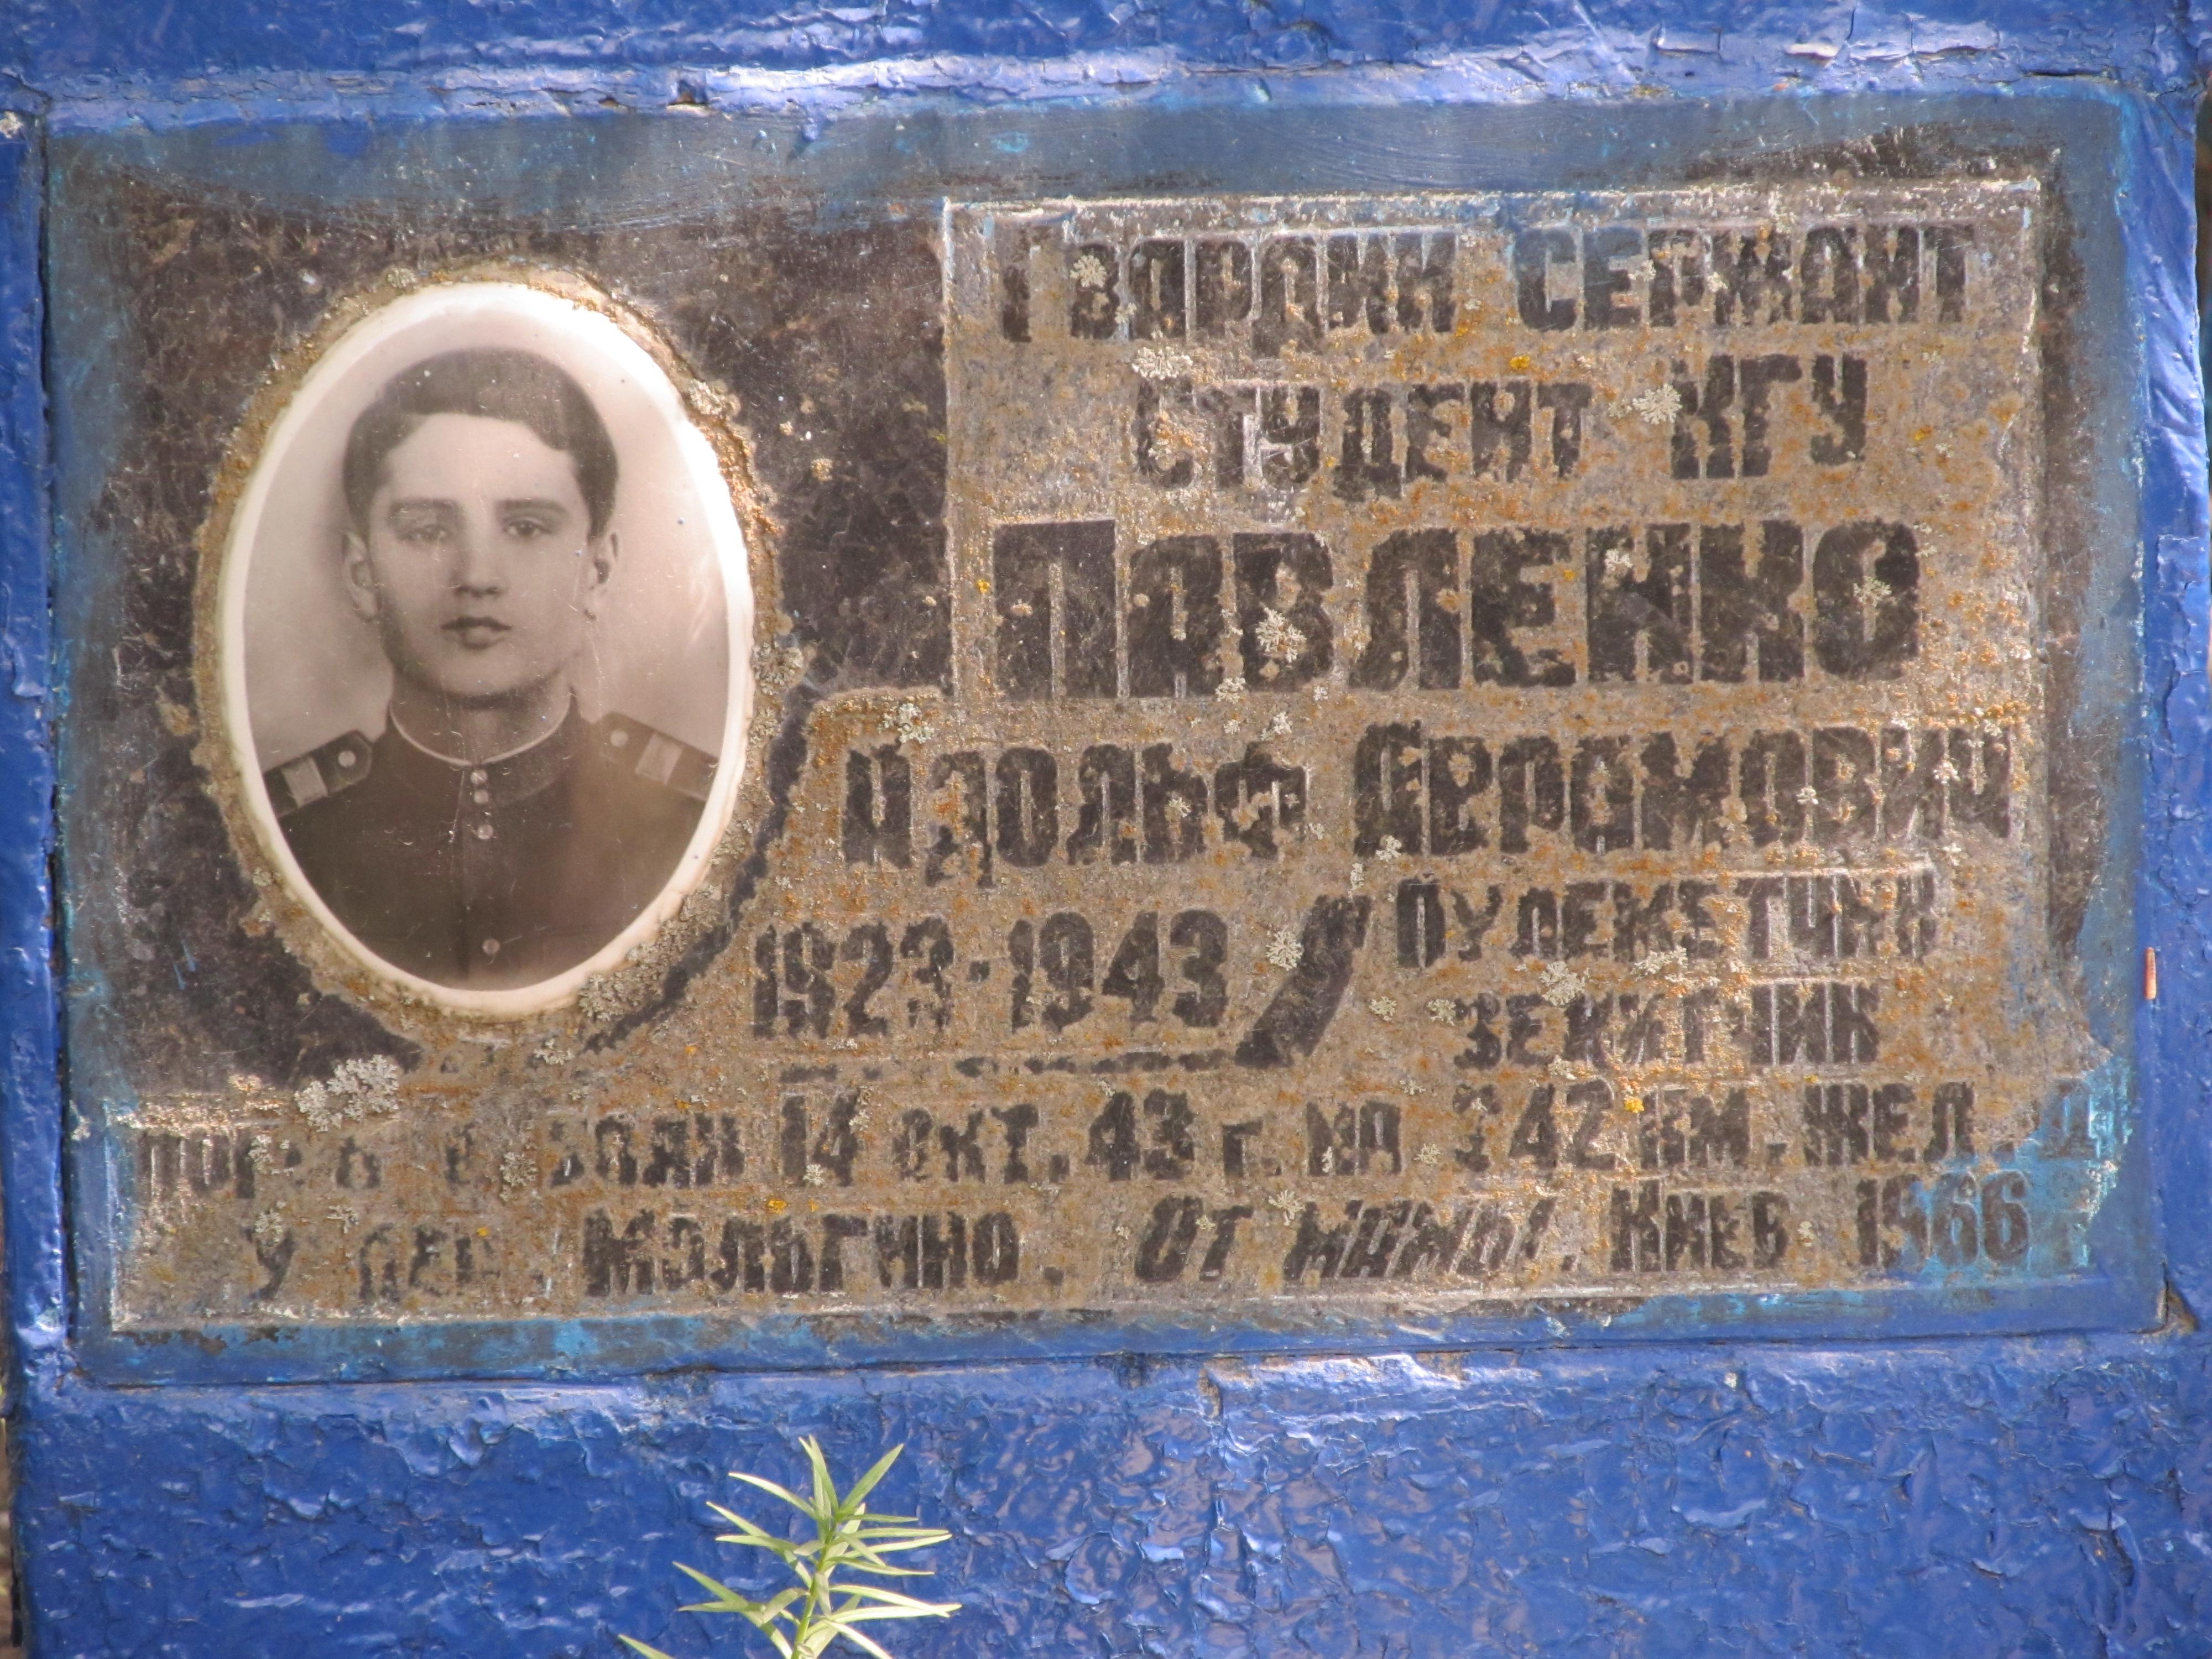 Гвардии сержант
Студент КГУ
Павленко
Адольф Абрамович
1923-1943
Пулеметчик
зенитчик
в боях 14 окт. 43 г. на 342 км. жел. д
у дер. Мальгино. От мамы. Киев 1966